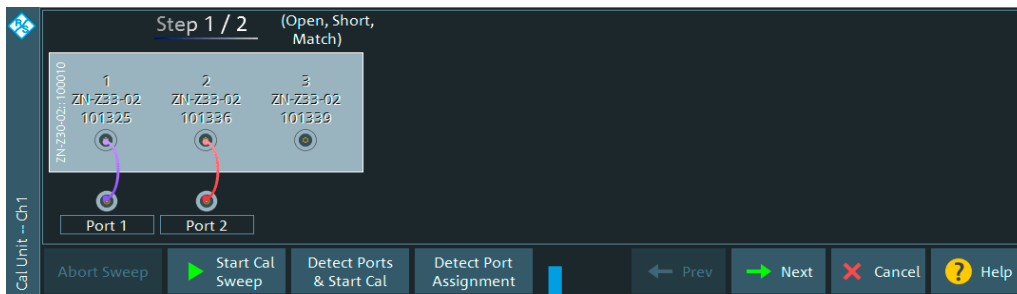 Step 1 / 2
(Open, Short,
Match)
ZN-Z30-02::100010
1
ZN-Z33-02
101325
2
ZN-Z33-02
101336
3
ZN-Z33-02
101339
Port 1
Port 2
Cal Unit -- Ch1
Abort Sweep
Start Cal
Sweep
Detect Ports
& Start Cal
Detect Port
Assignment
Prev
Next
Cancel
? Help